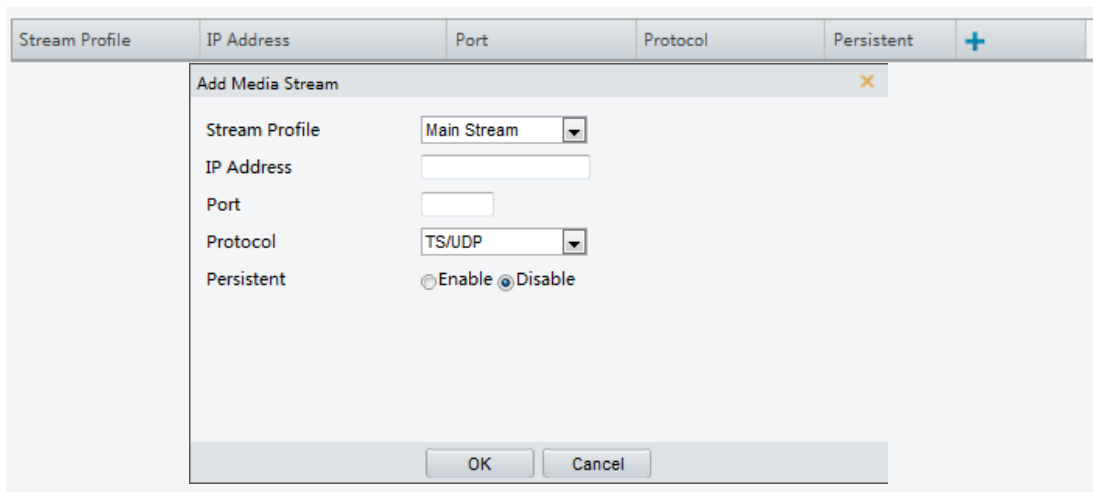 Stream Profile IP Address Port Protocol Persistent
Add Media Stream
Stream Profile Main Stream
IP Address
Port
Protocol TS/UDP
Persistent Enable Disable
OK Cancel